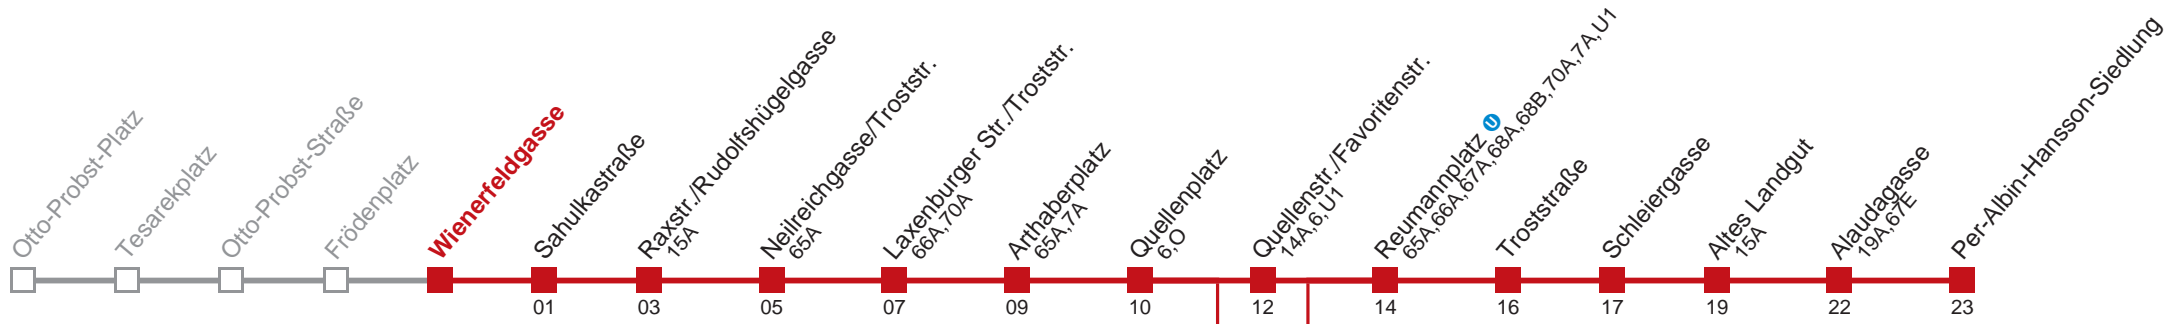 Otto-Probst-Platz
Tesarekplatz
Otto-Probst-Straße
Frödenplatz
Wienerfeldgasse
Sahulkastraße
Raxstr./Rudolfshügelgasse
15A
Neilreichgasse/Troststr.
65A
Laxenburger Str./Troststr.
66A,70A
Arthaberplatz
65A,7A
Quellenplatz
6,O
Quellenstr./Favoritenstr.
14A,6,U1
Reumannplatz U
65A,66A,67A,68A,68B,70A,7A,U1
Troststraße
Schleiergasse
Altes Landgut
15A
Alaudagasse
19A,67E
Per-Albin-Hansson-Siedlung
01 03 05 07 09 10 12 14 16 17 19 22 23